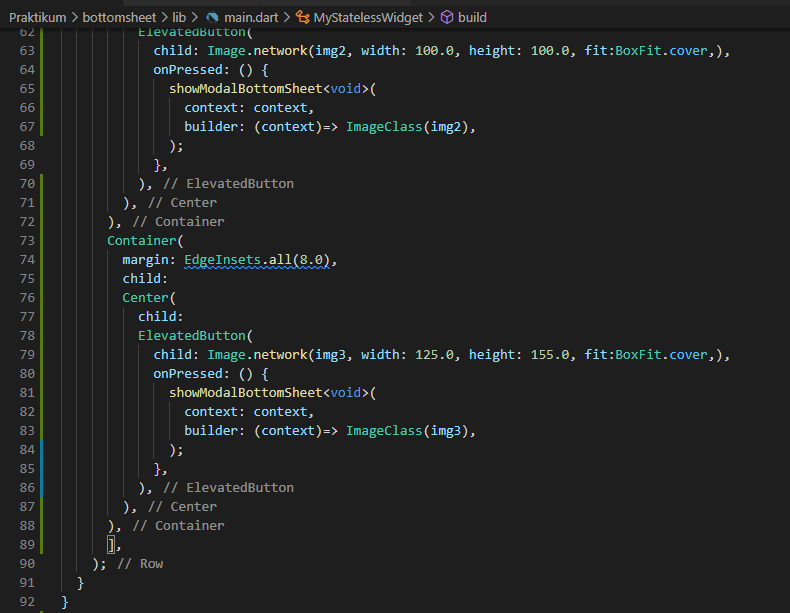 Praktikum > bottomsheet > lib > main.dart > MyStatelessWidget > build
62 ElevatedButton(
63 child: Image.network(img2, width: 100.0, height: 100.0, fit:BoxFit.cover,),
64 onPressed: () {
65 showModalBottomSheet<void>(
66 context: context,
67 builder: (context)=> ImageClass(img2),
68 );
69 },
70 ), // ElevatedButton
71 ), // Center
72 ), // Container
73 Container(
74 margin: EdgeInsets.all(8.0),
75 child:
76 Center(
77 child:
78 ElevatedButton(
79 child: Image.network(img3, width: 125.0, height: 155.0, fit:BoxFit.cover,),
80 onPressed: () {
81 showModalBottomSheet<void>(
82 context: context,
83 builder: (context)=> ImageClass(img3),
84 );
85 },
86 ), // ElevatedButton
87 ), // Center
88 ), // Container
89 ],
90 ); // Row
91 }
92 }